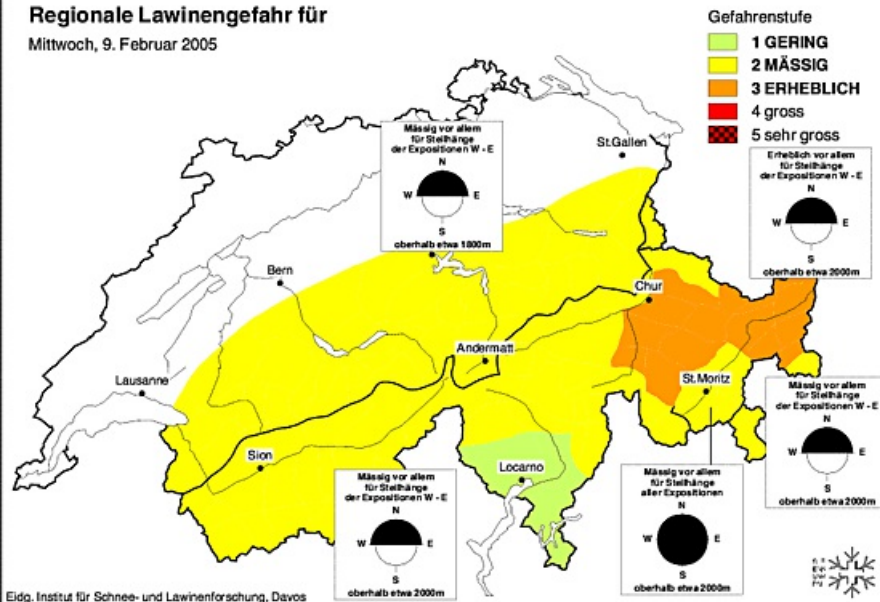 Regionale Lawinengefahr für
Mittwoch, 9. Februar 2005
Gefahrenstufe
1 GERING
2 MÄSSIG
3 ERHEBLICH
4 gross
5 sehr gross
Mässig vor allem
für Steilhänge
der Expositionen W - E
N
W E
S
oberhalb etwa 1800m
St.Gallen
Erheblich vor allem
für Steilhänge
der Expositionen W - E
N
W E
S
oberhalb etwa 2000m
Bern
Chur
Andermatt
Lausanne
St.Moritz
Mässig vor allem
für Steilhänge
der Expositionen W - E
N
W E
S
oberhalb etwa 2000m
Sion
Locarno
Mässig vor allem
für Steilhänge
der Expositionen W - E
N
W E
S
oberhalb etwa 2000m
Mässig vor allem
für Steilhänge
aller Expositionen
N
W E
S
oberhalb etwa 2000m
Eidg. Institut für Schnee- und Lawinenforschung, Davos